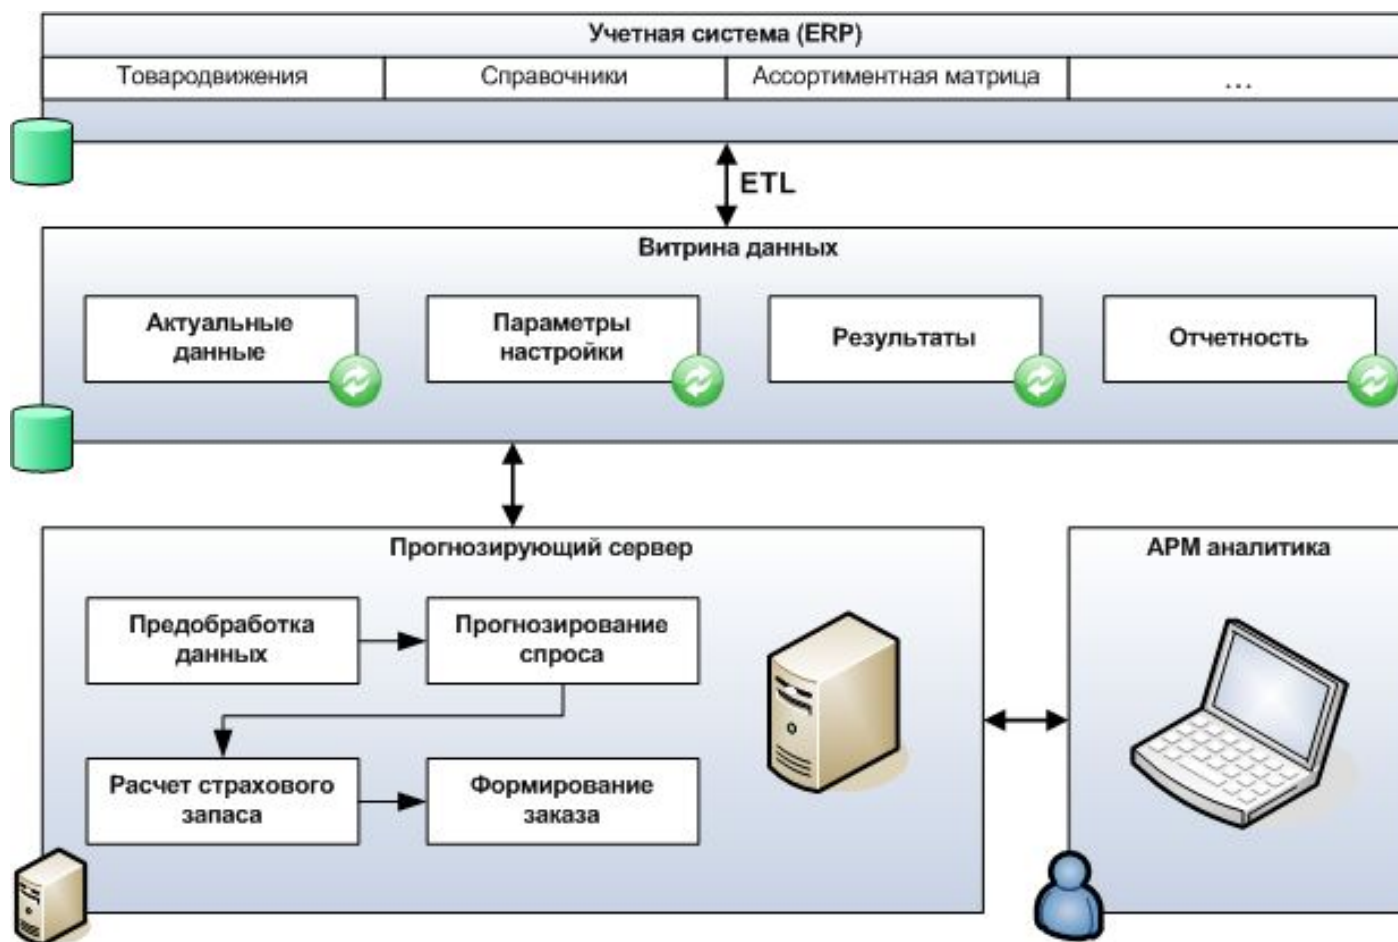 Учетная система (ERP)
Товародвижения
Справочники
Ассортиментная матрица
...
ETL
Витрина данных
Актуальные
данные
Параметры
настройки
Результаты
Отчетность
Прогнозирующий сервер
Предобработка
данных
Прогнозирование
спроса
Расчет страхового
запаса
Формирование
заказа
АРМ аналитика